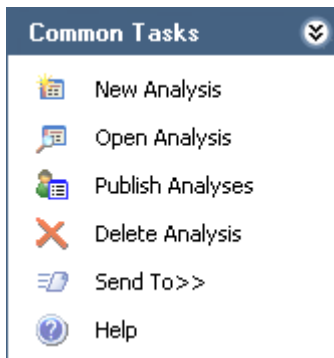 Common Tasks
New Analysis
Open Analysis
Publish Analyses
Delete Analysis
Send To>>
Help